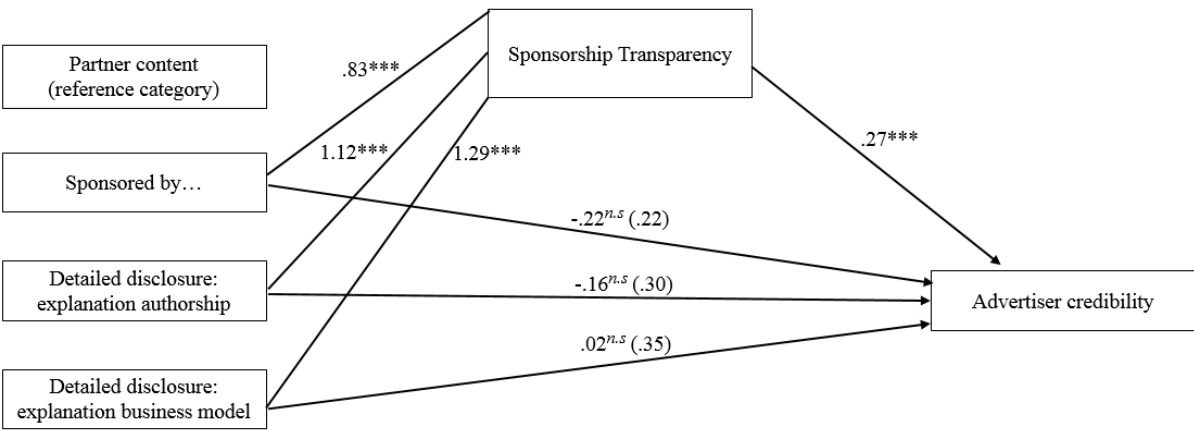 Sponsorship Transparency
Partner content
(reference category)
.83***
.27***
1.12***
1.29***
Sponsored by…
-.22n.s (.22)
Detailed disclosure:
explanation authorship
-.16n.s (.30)
Advertiser credibility
.02n.s (.35)
Detailed disclosure:
explanation business model